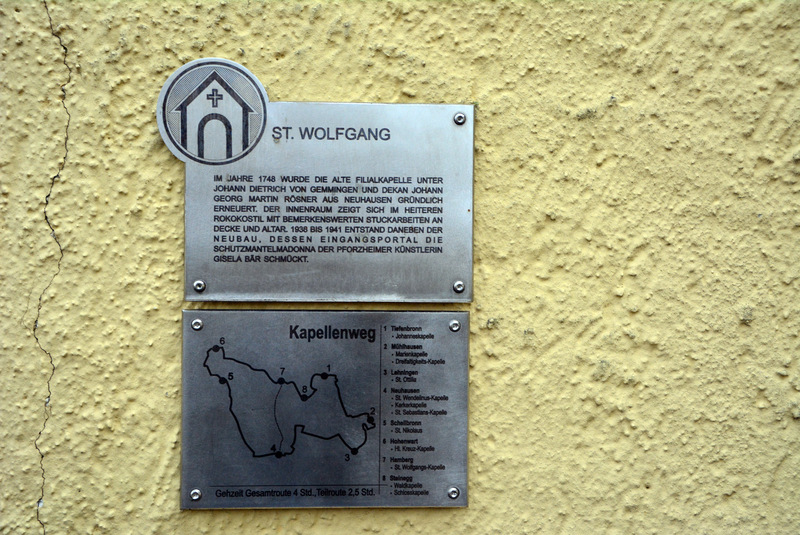 ST. WOLFGANG
IM JAHRE 1748 WURDE DIE ALTE FILIALKAPELLE UNTER
JOHANN DIETRICH VON GEMMINGEN UND DEKAN JOHANN
GEORG MARTIN RÖSNER AUS NEUHAUSEN GRÜNDLICH
ERNEUERT. DER INNENRAUM ZEIGT SICH IM HEITEREN
ROKOKOSTIL MIT BEMERKENSWERTEN STUCKARBEITEN AN
DECKE UND ALTAR. 1938 BIS 1941 ENTSTAND DANEBEN DER
NEUBAU, DESSEN EINGANGSPORTAL DIE
SCHUTZMANTELMADONNA DER PFORZHEIMER KÜNSTLERIN
GISELA BÄR SCHMÜCKT.
Kapellenweg
6
5
7
8
1
2
3
4
1 Tiefenbronn
- Johanneskapelle
2 Mühlhausen
- Marienkapelle
- Dreifaltigkeits-Kapelle
3 Lehningen
- St. Ottilia
4 Neuhausen
- St. Wendelinus-Kapelle
- Kerkerkapelle
- St. Sebastians-Kapelle
5 Schellbronn
- St. Nikolaus
6 Hohenwart
- Hl. Kreuz-Kapelle
7 Hamberg
- St. Wolfgangs-Kapelle
8 Steinegg
- Waldkapelle
- Schlosskapelle
Gehzeit Gesamtroute 4 Std.,Teilroute 2,5 Std.